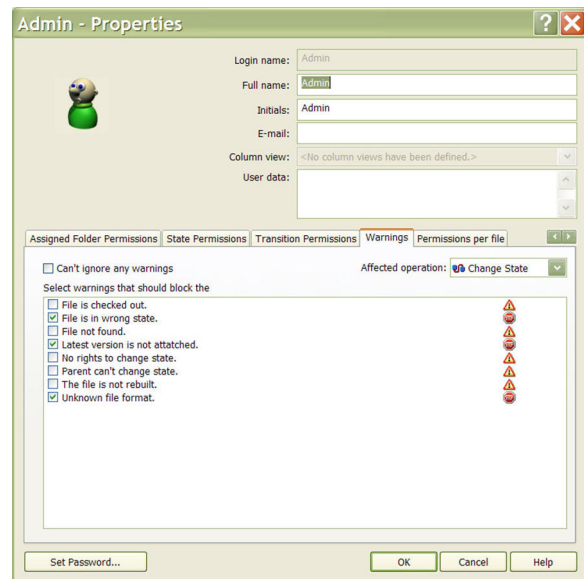 Admin - Properties
Login name: Admin
Full name: Admin
Initials: Admin
E-mail:
Column view: <No column views have been defined.>
User data:
Assigned Folder Permissions State Permissions Transition Permissions Warnings Permissions per file
Can't ignore any warnings Affected operation: Change State
Select warnings that should block the
File is checked out.
File is in wrong state.
File not found.
Latest version is not attatched.
No rights to change state.
Parent can't change state.
The file is not rebuilt.
Unknown file format.
Set Password... OK Cancel Help